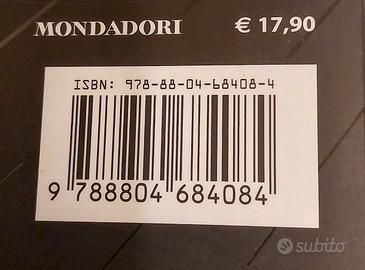 MONDADORI € 17,90
ISBN: 978-88-04-68408-4
9 788804 684084
subito